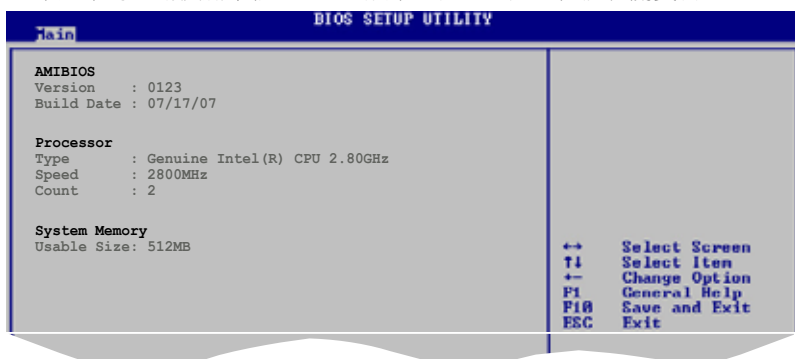 BIOS SETUP UTILITY
Main
AMIBIOS
Version : 0123
Build Date : 07/17/07
Processor
Type : Genuine Intel(R) CPU 2.80GHz
Speed : 2800MHz
Count : 2
System Memory
Usable Size: 512MB
↔ Select Screen
↑↓ Select Item
+- Change Option
F1 General Help
F10 Save and Exit
ESC Exit